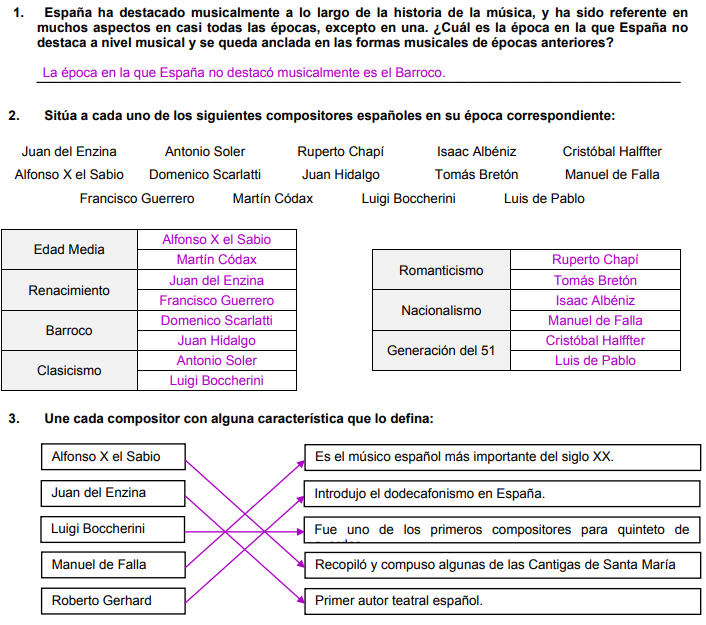 1. España ha destacado musicalmente a lo largo de la historia de la música, y ha sido referente en
muchos aspectos en casi todas las épocas, excepto en una. ¿Cuál es la época en la que España no
destaca a nivel musical y se queda anclada en las formas musicales de épocas anteriores?
La época en la que España no destacó musicalmente es el Barroco.
2. Sitúa a cada uno de los siguientes compositores españoles en su época correspondiente:
Juan del Enzina Antonio Soler Ruperto Chapí Isaac Albéniz Cristóbal Halffter
Alfonso X el Sabio Domenico Scarlatti Juan Hidalgo Tomás Bretón Manuel de Falla
Francisco Guerrero Martín Códax Luigi Boccherini Luis de Pablo
Edad Media
Alfonso X el Sabio
Martín Códax
Renacimiento
Juan del Enzina
Francisco Guerrero
Barroco
Domenico Scarlatti
Juan Hidalgo
Clasicismo
Antonio Soler
Luigi Boccherini
Romanticismo
Ruperto Chapí
Tomás Bretón
Nacionalismo
Isaac Albéniz
Manuel de Falla
Generación del 51
Cristóbal Halffter
Luis de Pablo
3. Une cada compositor con alguna característica que lo defina:
Alfonso X el Sabio
Es el músico español más importante del siglo XX.
Juan del Enzina
Introdujo el dodecafonismo en España.
Luigi Boccherini
Fue uno de los primeros compositores para quinteto de
Manuel de Falla
Recopiló y compuso algunas de las Cantigas de Santa María
Roberto Gerhard
Primer autor teatral español.